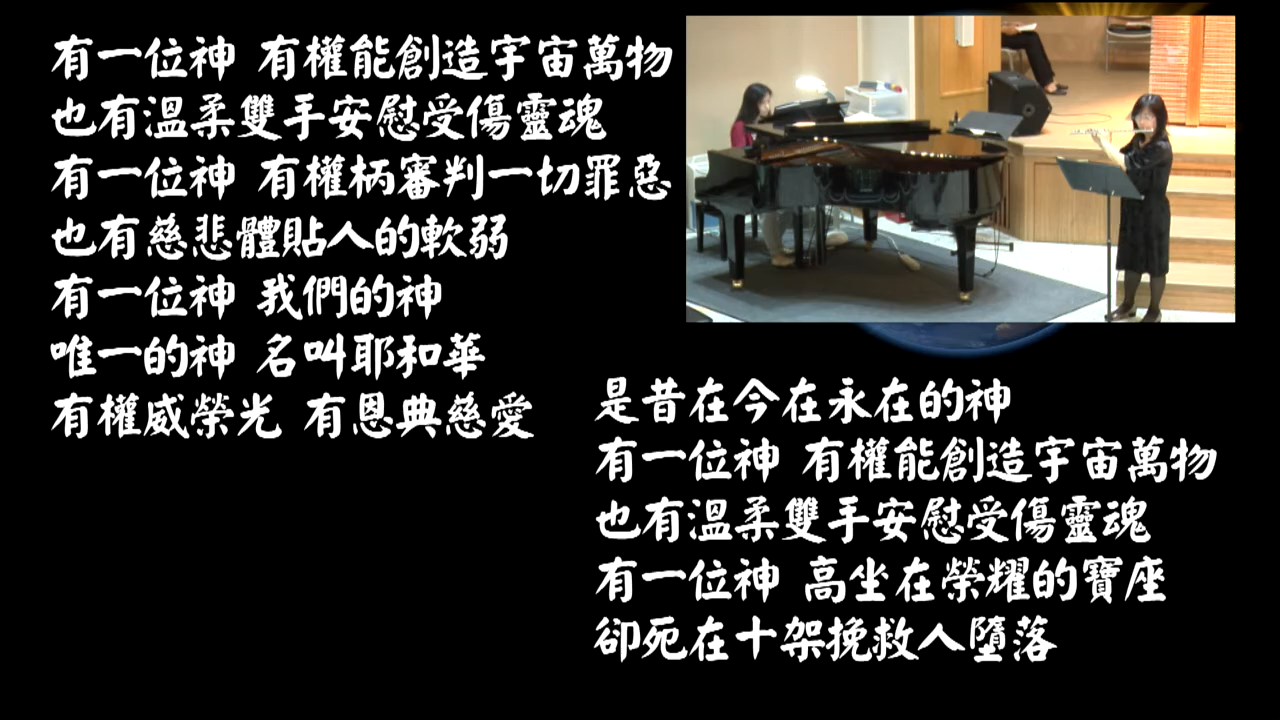 有一位神 有權能創造宇宙萬物
也有溫柔雙手安慰受傷靈魂
有一位神 有權柄審判一切罪惡
也有慈悲體貼人的軟弱
有一位神 我們的神
唯一的神 名叫耶和華
有權威榮光 有恩典慈愛
是昔在今在永在的神
有一位神 有權能創造宇宙萬物
也有溫柔雙手安慰受傷靈魂
有一位神 高坐在榮耀的寶座
卻死在十架挽救人墮落